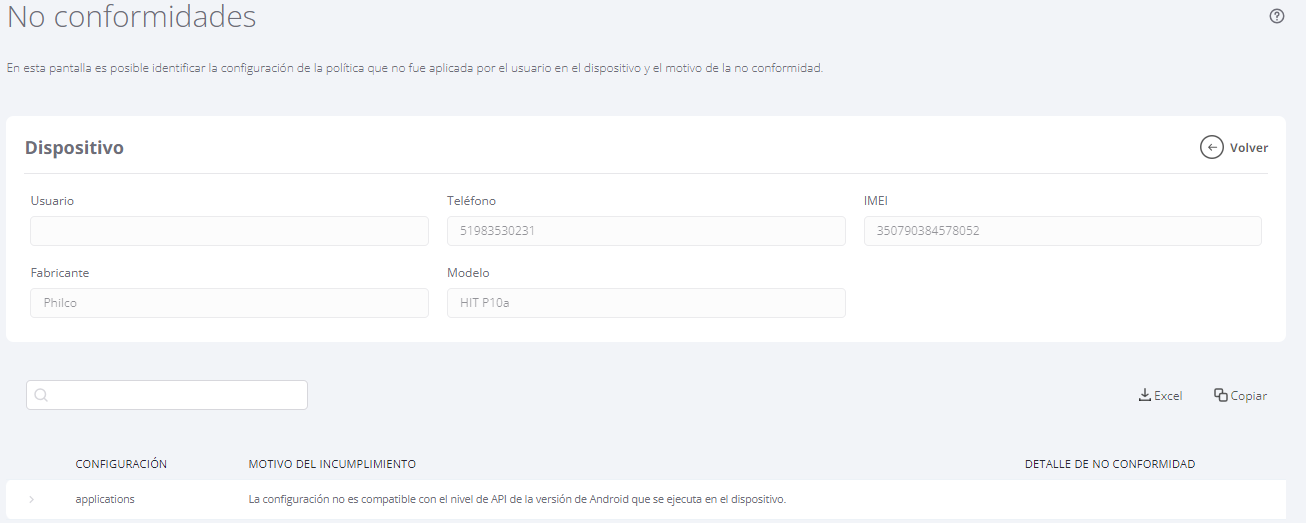 No conformidades
En esta pantalla es posible identificar la configuración de la política que no fue aplicada por el usuario en el dispositivo y el motivo de la no conformidad.
Dispositivo
Volver
Usuario
Teléfono
IMEI
51983530231
350790384578052
Fabricante
Modelo
Philco
HIT P10a
Excel
Copiar
CONFIGURACIÓN
MOTIVO DEL INCUMPLIMIENTO
DETALLE DE NO CONFORMIDAD
applications
La configuración no es compatible con el nivel de API de la versión de Android que se ejecuta en el dispositivo.